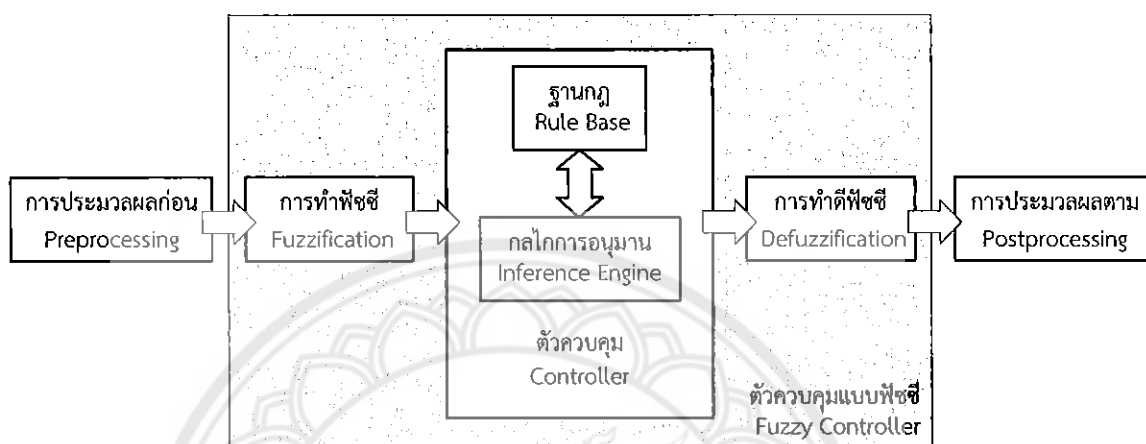 ฐานกฎ
Rule Base
การประมวลผลก่อน
Preprocessing
การทำฟัซซี
Fuzzification
กลไกการอนุมาน
Inference Engine
การทำดีฟัซซี
Defuzzification
การประมวลผลตาม
Postprocessing
ตัวควบคุม
Controller
ตัวควบคุมแบบฟัซซี
Fuzzy Controller